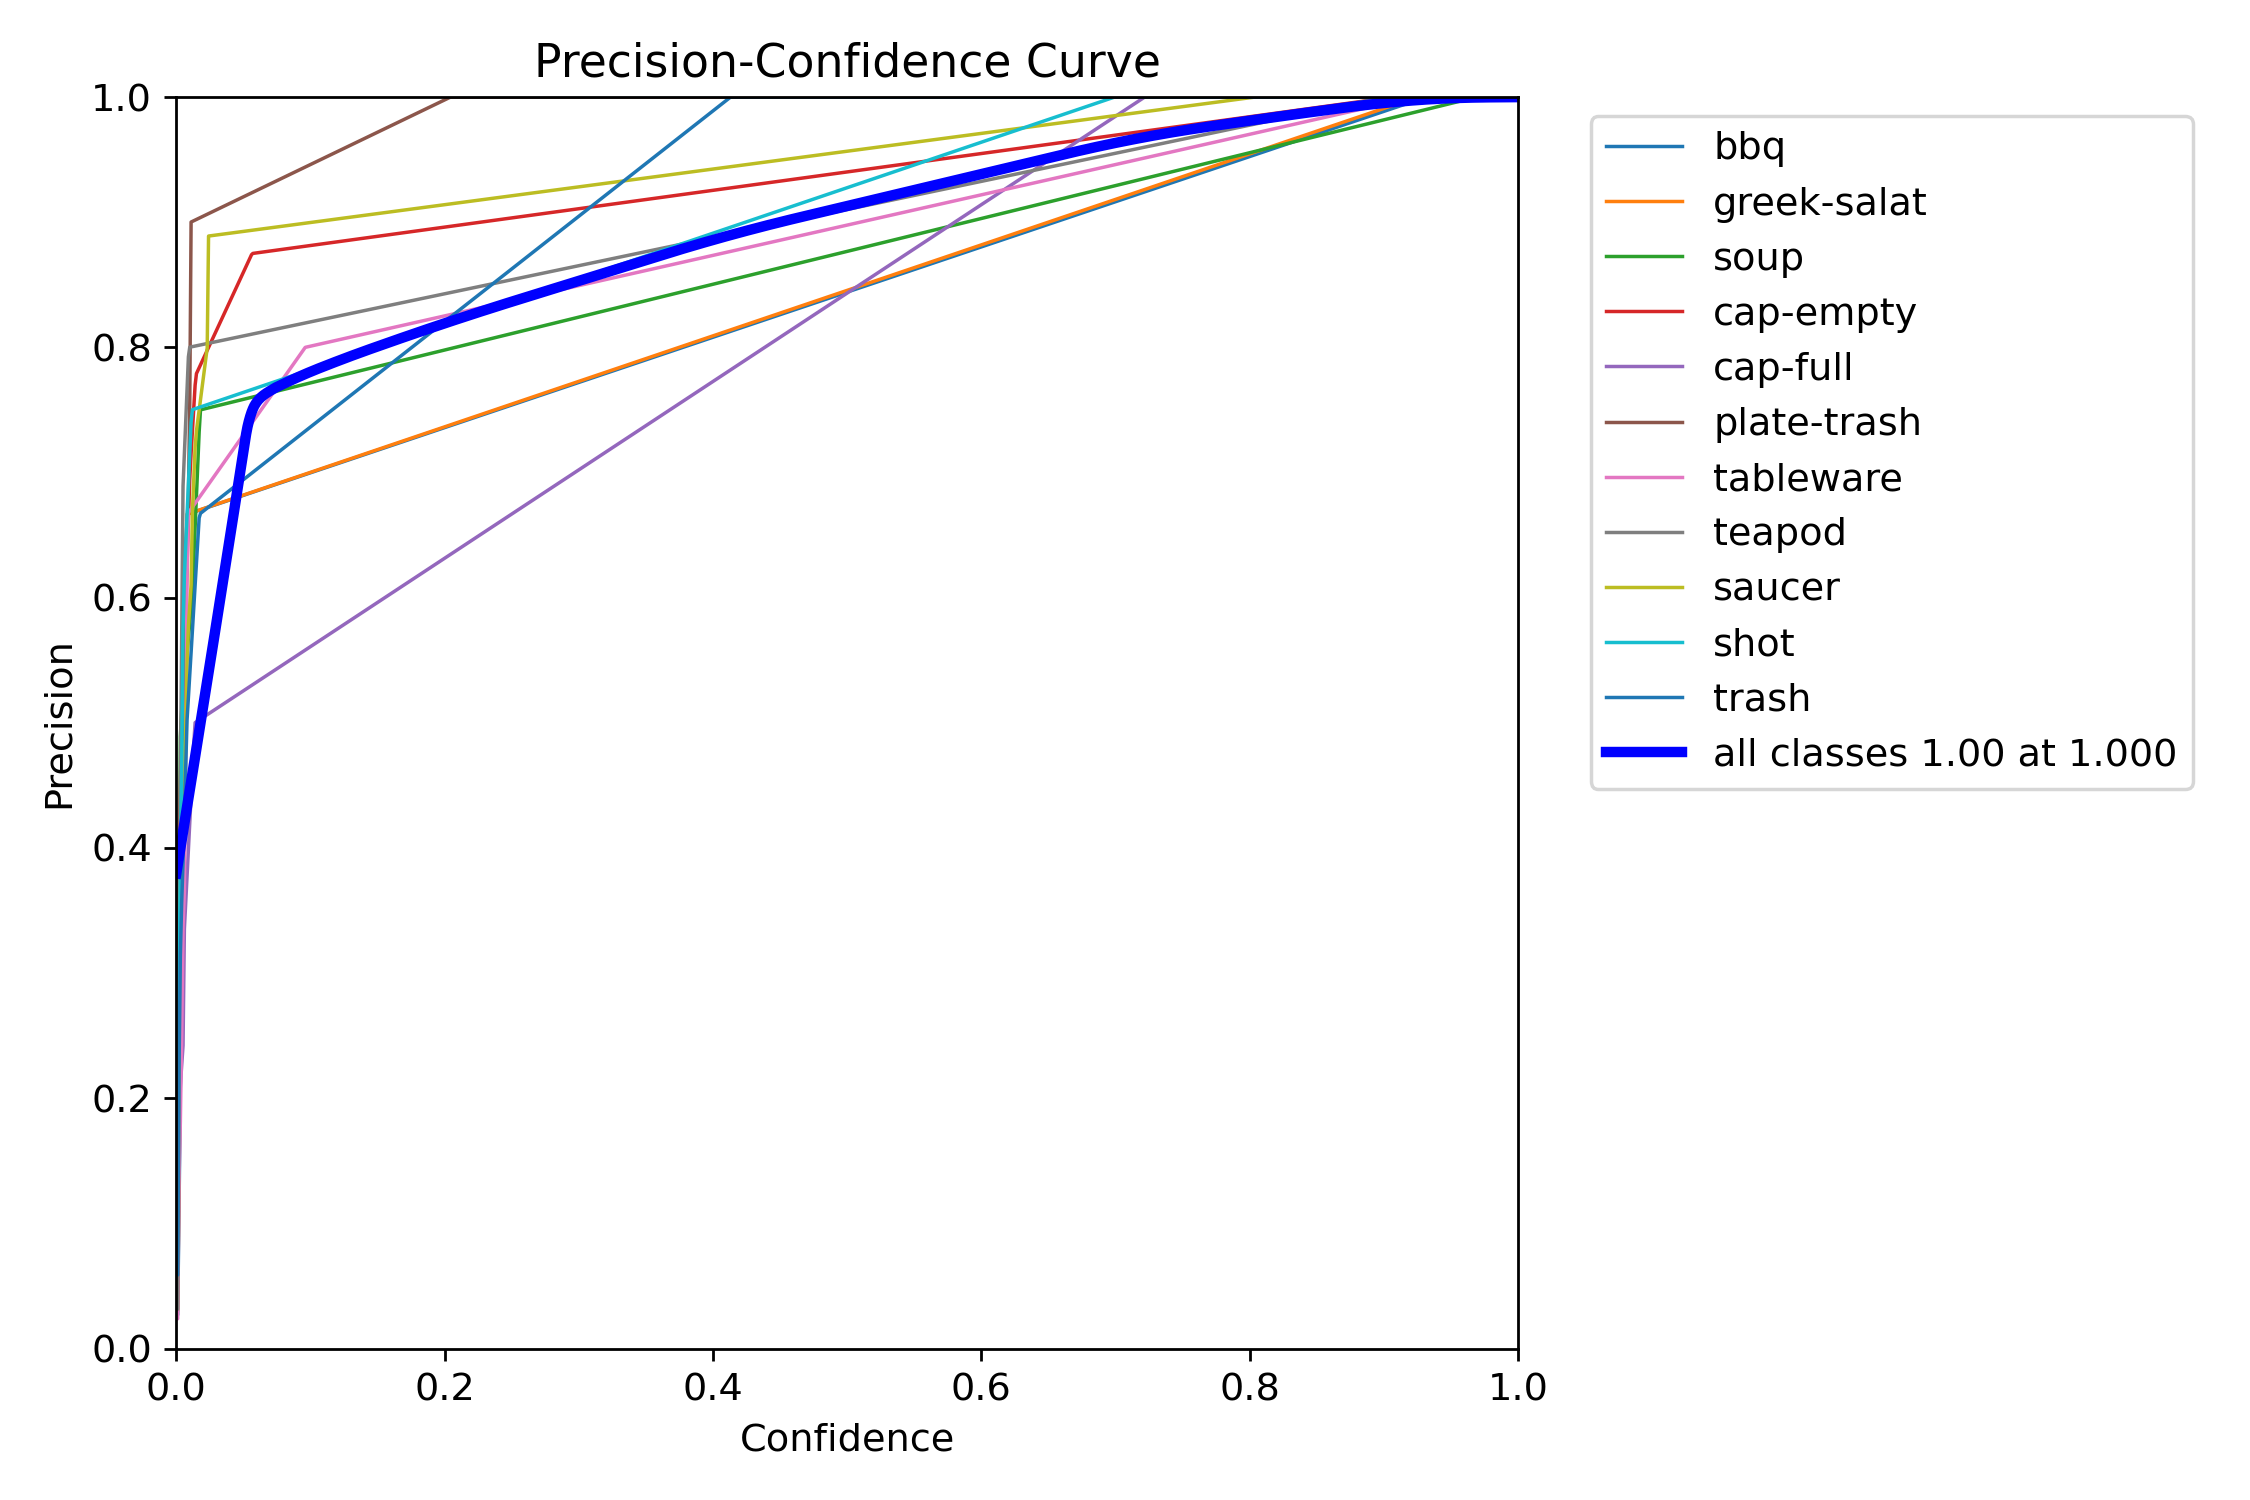 Precision-Confidence Curve
1.0
0.8
0.6
0.4
0.2
0.0
Precision
0.0 0.2 0.4 0.6 0.8 1.0
Confidence
bbq
greek-salat
soup
cap-empty
cap-full
plate-trash
tableware
teapod
saucer
shot
trash
all classes 1.00 at 1.000